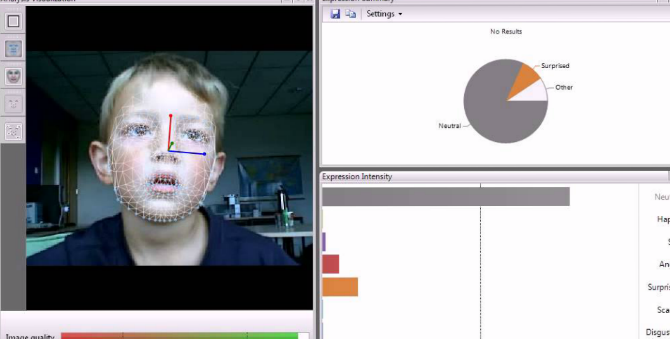 Analysis Visualization
Expression Summary
Settings
No Results
Surprised
Other
Neutral
Expression Intensity
Neu
Hap
S
An
Surpris
Sca
Disgus
Image quality